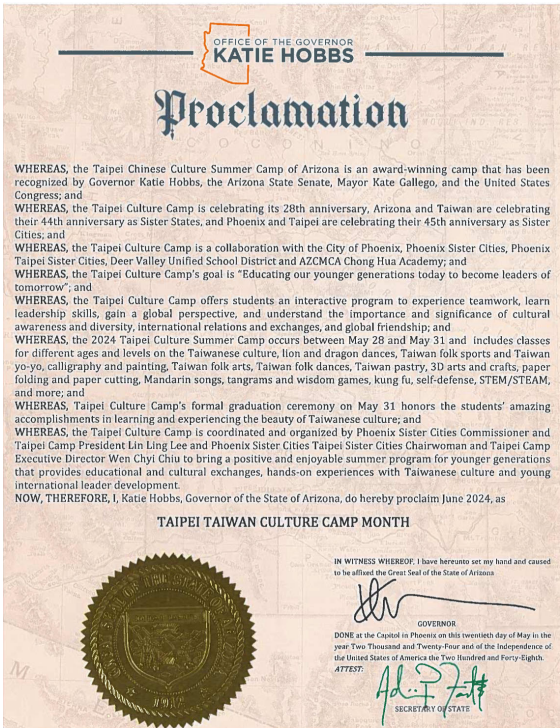 OFFICE OF THE GOVERNOR
KATIE HOBBS
Proclamation
WHEREAS, the Taipei Chinese Culture Summer Camp of Arizona is an award-winning camp that has been
recognized by Governor Katie Hobbs, the Arizona State Senate, Mayor Kate Gallego, and the United States
Congress; and
WHEREAS, the Taipei Culture Camp is celebrating its 28th anniversary, Arizona and Taiwan are celebrating
their 44th anniversary as Sister States, and Phoenix and Taipei are celebrating their 45th anniversary as Sister
Cities; and
WHEREAS, the Taipei Culture Camp is a collaboration with the City of Phoenix, Phoenix Sister Cities, Phoenix
Taipei Sister Cities, Deer Valley Unified School District and AZCMCA Chong Hua Academy; and
WHEREAS, the Taipei Culture Camp's goal is "Educating our younger generations today to become leaders of
tomorrow"; and
WHEREAS, the Taipei Culture Camp offers students an interactive program to experience teamwork, learn
leadership skills, gain a global perspective, and understand the importance and significance of cultural
awareness and diversity, international relations and exchanges, and global friendship; and
WHEREAS, the 2024 Taipei Culture Summer Camp occurs between May 28 and May 31 and includes classes
for different ages and levels on the Taiwanese culture, lion and dragon dances, Taiwan folk sports and Taiwan
yo-yo, calligraphy and painting, Taiwan folk arts, Taiwan folk dances, Taiwan pastry, 3D arts and crafts, paper
folding and paper cutting, Mandarin songs, tangrams and wisdom games, kung fu, self-defense, STEM/STEAM,
and more; and
WHEREAS, Taipei Culture Camp's formal graduation ceremony on May 31 honors the students' amazing
accomplishments in learning and experiencing the beauty of Taiwanese culture; and
WHEREAS, the Taipei Culture Camp is coordinated and organized by Phoenix Sister Cities Commissioner and
Taipei Camp President Lin Ling Lee and Phoenix Sister Cities Taipei Sister Cities Chairwoman and Taipei Camp
Executive Director Wen Chyi Chiu to bring a positive and enjoyable summer program for younger generations
that provides educational and cultural exchanges, hands-on experiences with Taiwanese culture and young
international leader development.
NOW, THEREFORE, I, Katie Hobbs, Governor of the State of Arizona, do hereby proclaim June 2024, as
TAIPEI TAIWAN CULTURE CAMP MONTH
IN WITNESS WHEREOF, I have hereunto set my hand and caused
to be affixed the Great Seal of the State of Arizona
GOVERNOR
DONE at the Capitol in Phoenix on this twentieth day of May in the
year Two Thousand and Twenty-Four and of the Independence of
the United States of America the Two Hundred and Forty-Eighth.
ATTEST:
SECRETARY OF STATE